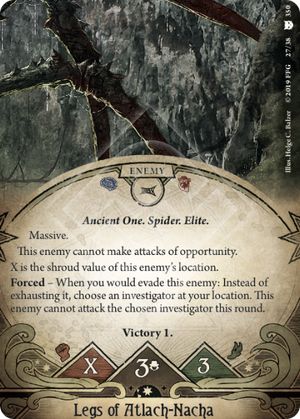 350
27/38
© 2019 FFG
Illus. Helge C. Balzer
ENEMY
Ancient One. Spider. Elite.
Massive.
This enemy cannot make attacks of opportunity.
X is the shroud value of this enemy's location.
Forced – When you would evade this enemy: Instead of
exhausting it, choose an investigator at your location. This
enemy cannot attack the chosen investigator this round.
Victory 1.
X 3 3
Legs of Atlach-Nacha